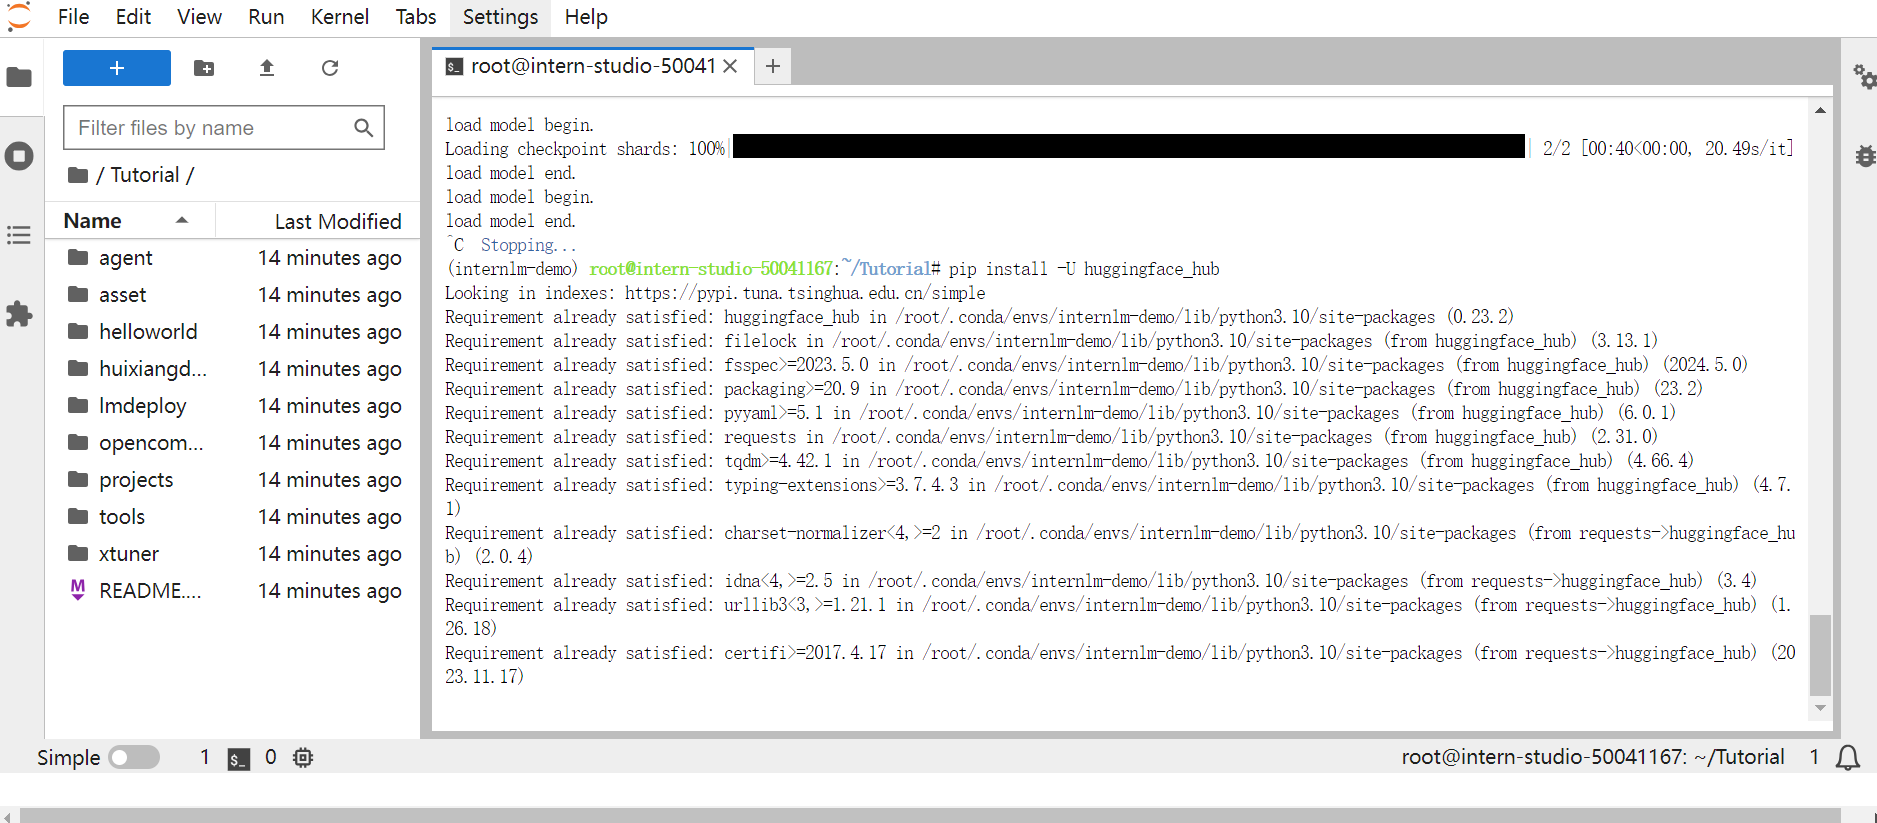 File Edit View Run Kernel Tabs Settings Help
+
Filter files by name
/ Tutorial /
Name Last Modified
agent 14 minutes ago
asset 14 minutes ago
helloworld 14 minutes ago
huixiangd... 14 minutes ago
lmdeploy 14 minutes ago
opencom... 14 minutes ago
projects 14 minutes ago
tools 14 minutes ago
xtuner 14 minutes ago
README.... 14 minutes ago
$_ root@intern-studio-50041 × +
load model begin.
Loading checkpoint shards: 100%| | 2/2 [00:40<00:00, 20.49s/it]
load model end.
load model begin.
load model end.
^C Stopping...
(internlm-demo) root@intern-studio-50041167:~/Tutorial# pip install -U huggingface_hub
Looking in indexes: https://pypi.tuna.tsinghua.edu.cn/simple
Requirement already satisfied: huggingface_hub in /root/.conda/envs/internlm-demo/lib/python3.10/site-packages (0.23.2)
Requirement already satisfied: filelock in /root/.conda/envs/internlm-demo/lib/python3.10/site-packages (from huggingface_hub) (3.13.1)
Requirement already satisfied: fsspec>=2023.5.0 in /root/.conda/envs/internlm-demo/lib/python3.10/site-packages (from huggingface_hub) (2024.5.0)
Requirement already satisfied: packaging>=20.9 in /root/.conda/envs/internlm-demo/lib/python3.10/site-packages (from huggingface_hub) (23.2)
Requirement already satisfied: pyyaml>=5.1 in /root/.conda/envs/internlm-demo/lib/python3.10/site-packages (from huggingface_hub) (6.0.1)
Requirement already satisfied: requests in /root/.conda/envs/internlm-demo/lib/python3.10/site-packages (from huggingface_hub) (2.31.0)
Requirement already satisfied: tqdm>=4.42.1 in /root/.conda/envs/internlm-demo/lib/python3.10/site-packages (from huggingface_hub) (4.66.4)
Requirement already satisfied: typing-extensions>=3.7.4.3 in /root/.conda/envs/internlm-demo/lib/python3.10/site-packages (from huggingface_hub) (4.7.
1)
Requirement already satisfied: charset-normalizer<4,>=2 in /root/.conda/envs/internlm-demo/lib/python3.10/site-packages (from requests->huggingface_hu
b) (2.0.4)
Requirement already satisfied: idna<4,>=2.5 in /root/.conda/envs/internlm-demo/lib/python3.10/site-packages (from requests->huggingface_hub) (3.4)
Requirement already satisfied: urllib3<3,>=1.21.1 in /root/.conda/envs/internlm-demo/lib/python3.10/site-packages (from requests->huggingface_hub) (1.
26.18)
Requirement already satisfied: certifi>=2017.4.17 in /root/.conda/envs/internlm-demo/lib/python3.10/site-packages (from requests->huggingface_hub) (20
23.11.17)
Simple 1 $_ 0 root@intern-studio-50041167: ~/Tutorial 1